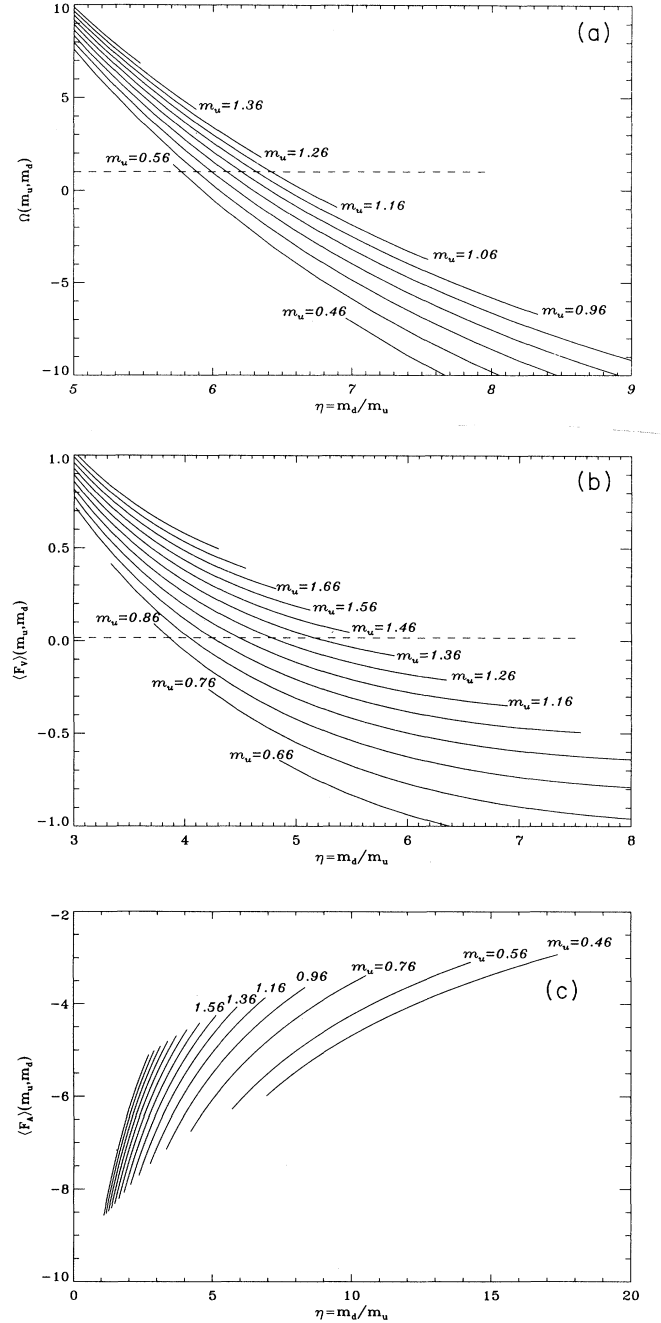 10
5
0
−5
−10
Ω(m_u,m_d)
(a)
m_u=1.36
m_u=1.26
m_u=0.56
m_u=1.16
m_u=1.06
m_u=0.46
m_u=0.96
5 6 7 8 9
η=m_d/m_u
1.0
0.5
0.0
−0.5
−1.0
⟨F_V⟩(m_u,m_d)
(b)
m_u=1.66
m_u=1.56
m_u=0.86
m_u=1.46
m_u=1.36
m_u=0.76
m_u=1.26
m_u=1.16
m_u=0.66
3 4 5 6 7 8
η=m_d/m_u
−2
−4
−6
−8
−10
⟨F_A⟩(m_u,m_d)
m_u=0.46
m_u=0.56
m_u=0.76
0.96
1.16
1.36
1.56
(c)
0 5 10 15 20
η=m_d/m_u